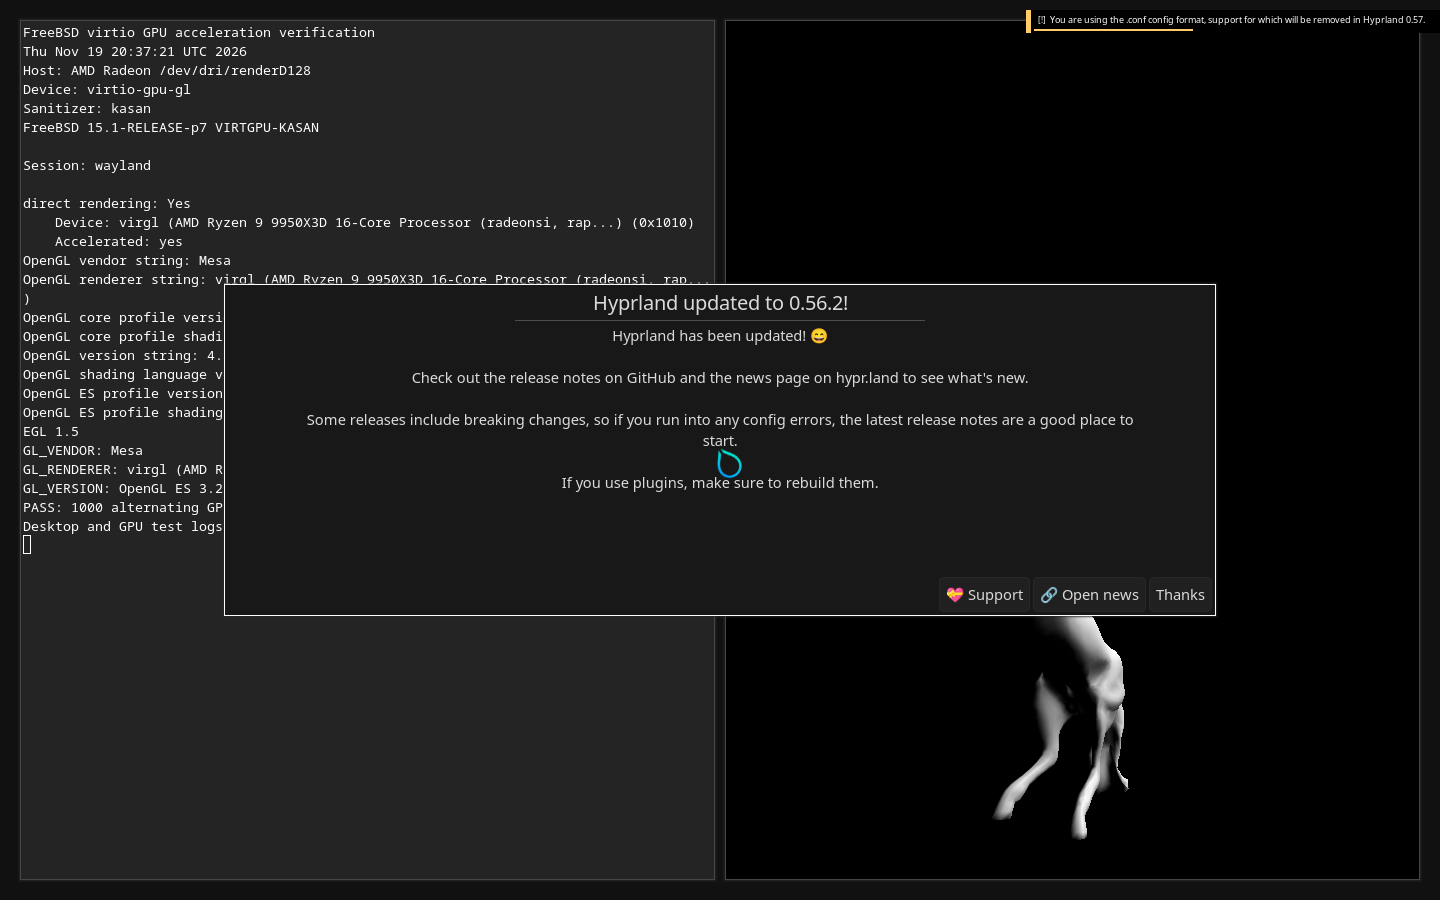 [!] You are using the .conf config format, support for which will be removed in Hyprland 0.57.
FreeBSD virtio GPU acceleration verification
Thu Nov 19 20:37:21 UTC 2026
Host: AMD Radeon /dev/dri/renderD128
Device: virtio-gpu-gl
Sanitizer: kasan
FreeBSD 15.1-RELEASE-p7 VIRTGPU-KASAN
Session: wayland
direct rendering: Yes
Device: virgl (AMD Ryzen 9 9950X3D 16-Core Processor (radeonsi, rap...) (0x1010)
Accelerated: yes
OpenGL vendor string: Mesa
OpenGL renderer string: virgl (AMD Ryzen 9 9950X3D 16-Core Processor (radeonsi, rap...
)
OpenGL core profile versi
OpenGL core profile shadi
OpenGL version string: 4.
OpenGL shading language v
OpenGL ES profile version
OpenGL ES profile shading
EGL 1.5
GL_VENDOR: Mesa
GL_RENDERER: virgl (AMD R
GL_VERSION: OpenGL ES 3.2
PASS: 1000 alternating GP
Desktop and GPU test logs
Hyprland updated to 0.56.2!
Hyprland has been updated! 😄
Check out the release notes on GitHub and the news page on hypr.land to see what's new.
Some releases include breaking changes, so if you run into any config errors, the latest release notes are a good place to
start.
If you use plugins, make sure to rebuild them.
💝 Support
🔗 Open news
Thanks